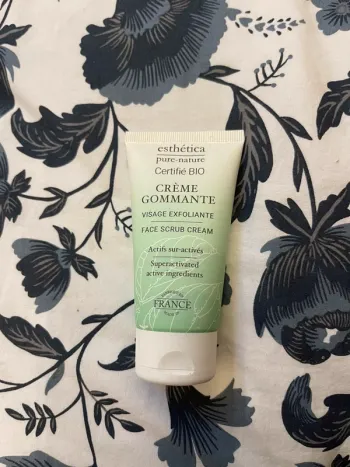 esthética
pure-nature
Certifié BIO
CRÈME
GOMMANTE
VISAGE EXFOLIANTE
FACE SCRUB CREAM
Actifs sur-activés
Superactivated
active ingredients
FRANCE